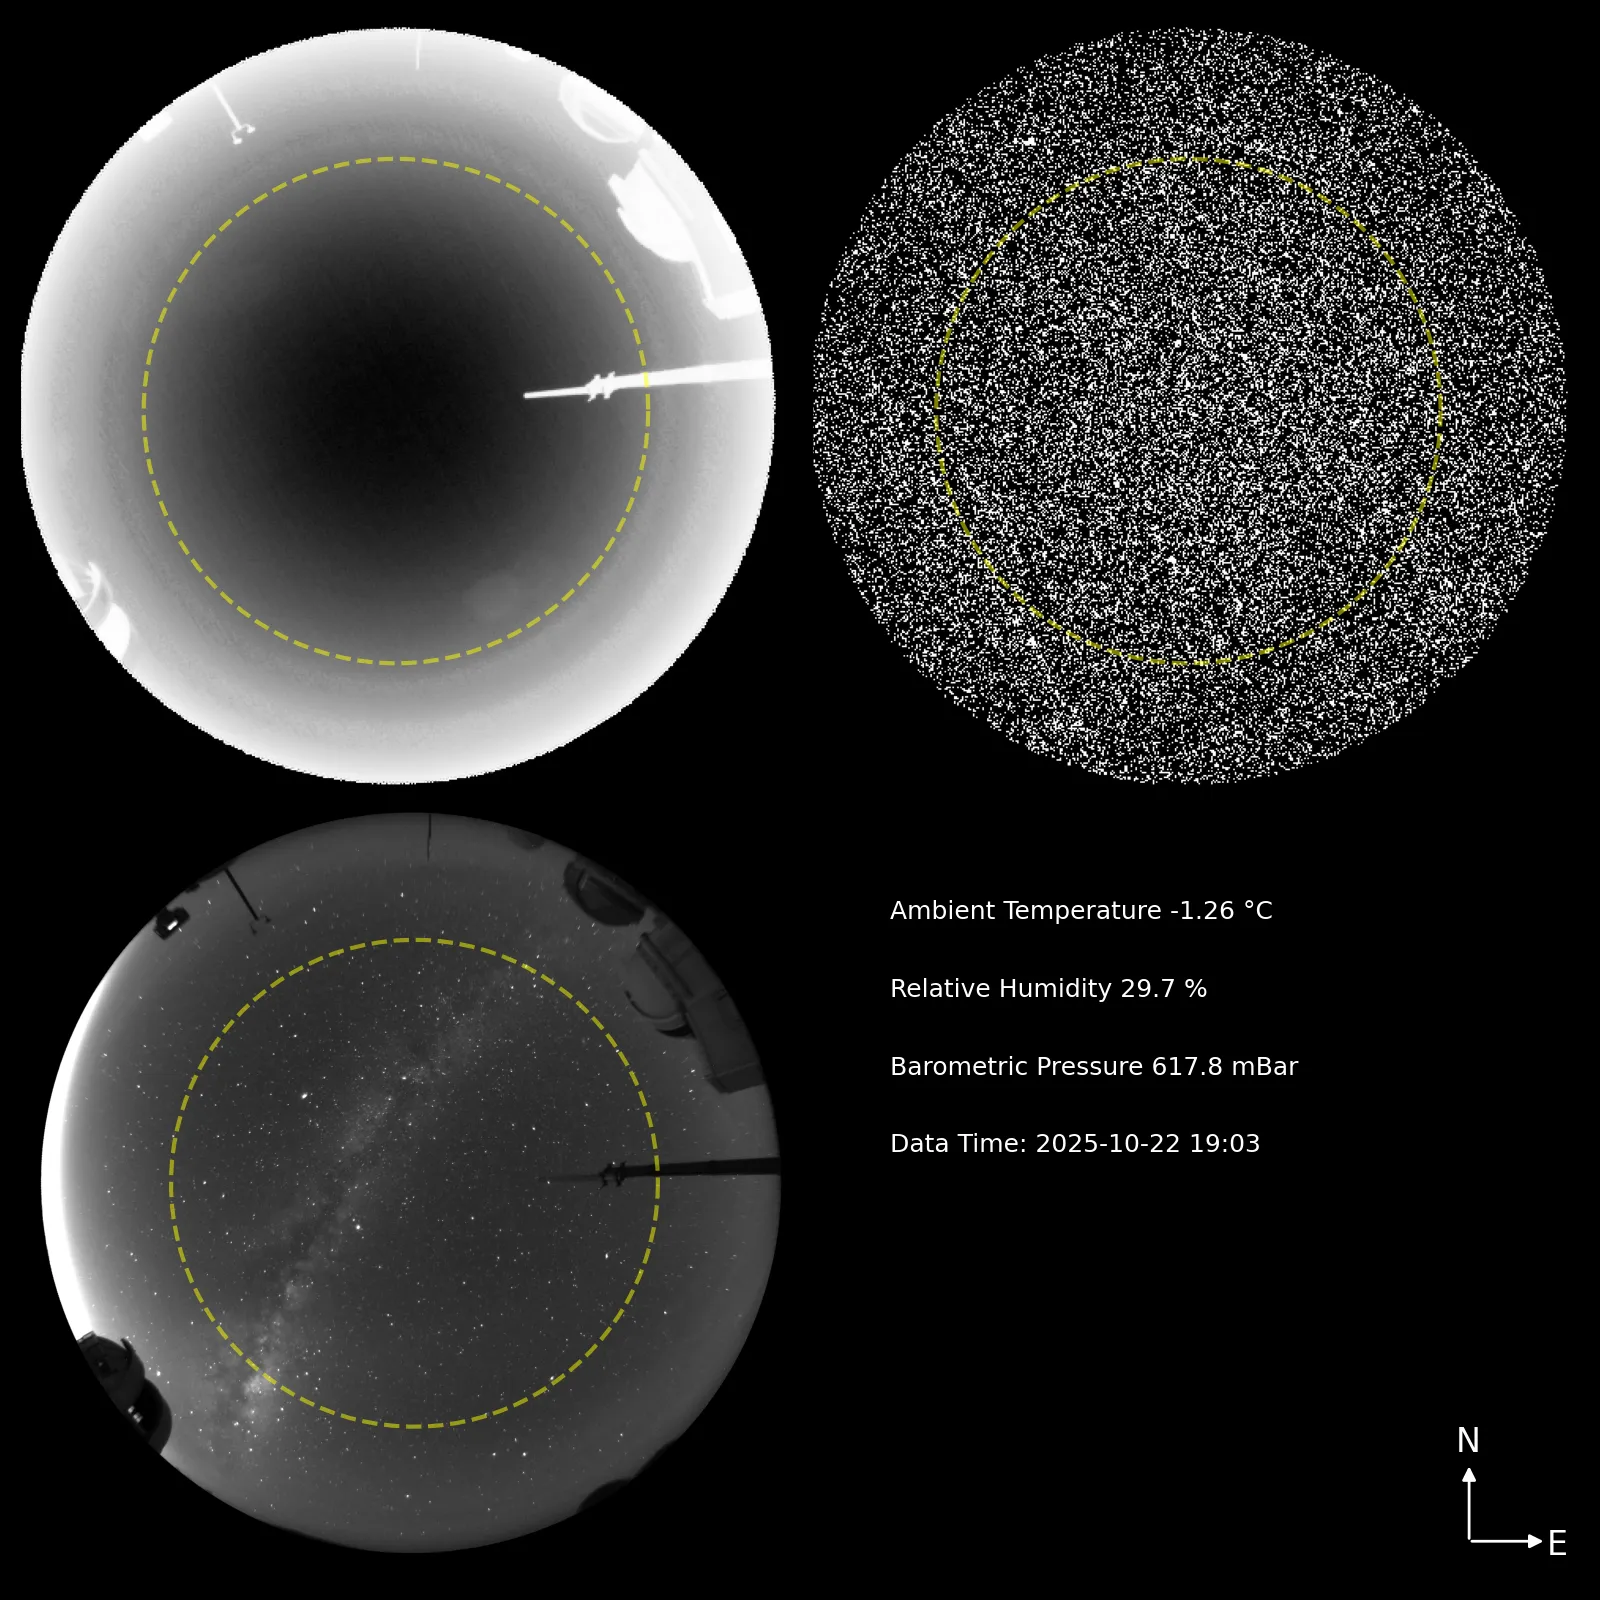 Ambient Temperature -1.26 °C
Relative Humidity 29.7 %
Barometric Pressure 617.8 mBar
Data Time: 2025-10-22 19:03
N
E